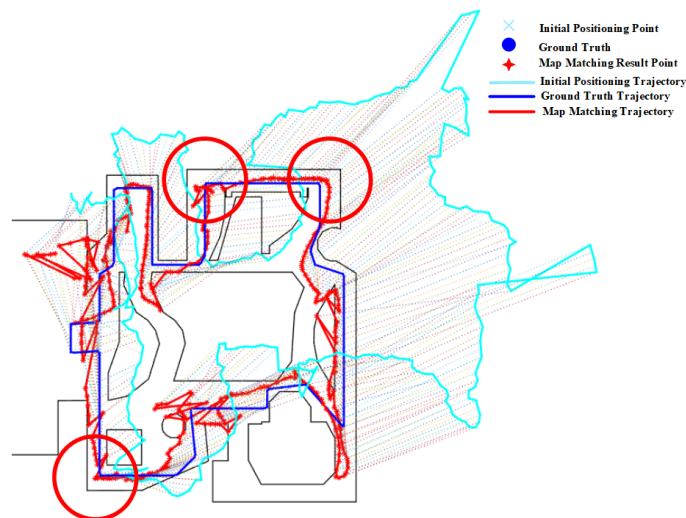 Initial Positioning Point
Ground Truth
Map Matching Result Point
Initial Positioning Trajectory
Ground Truth Trajectory
Map Matching Trajectory